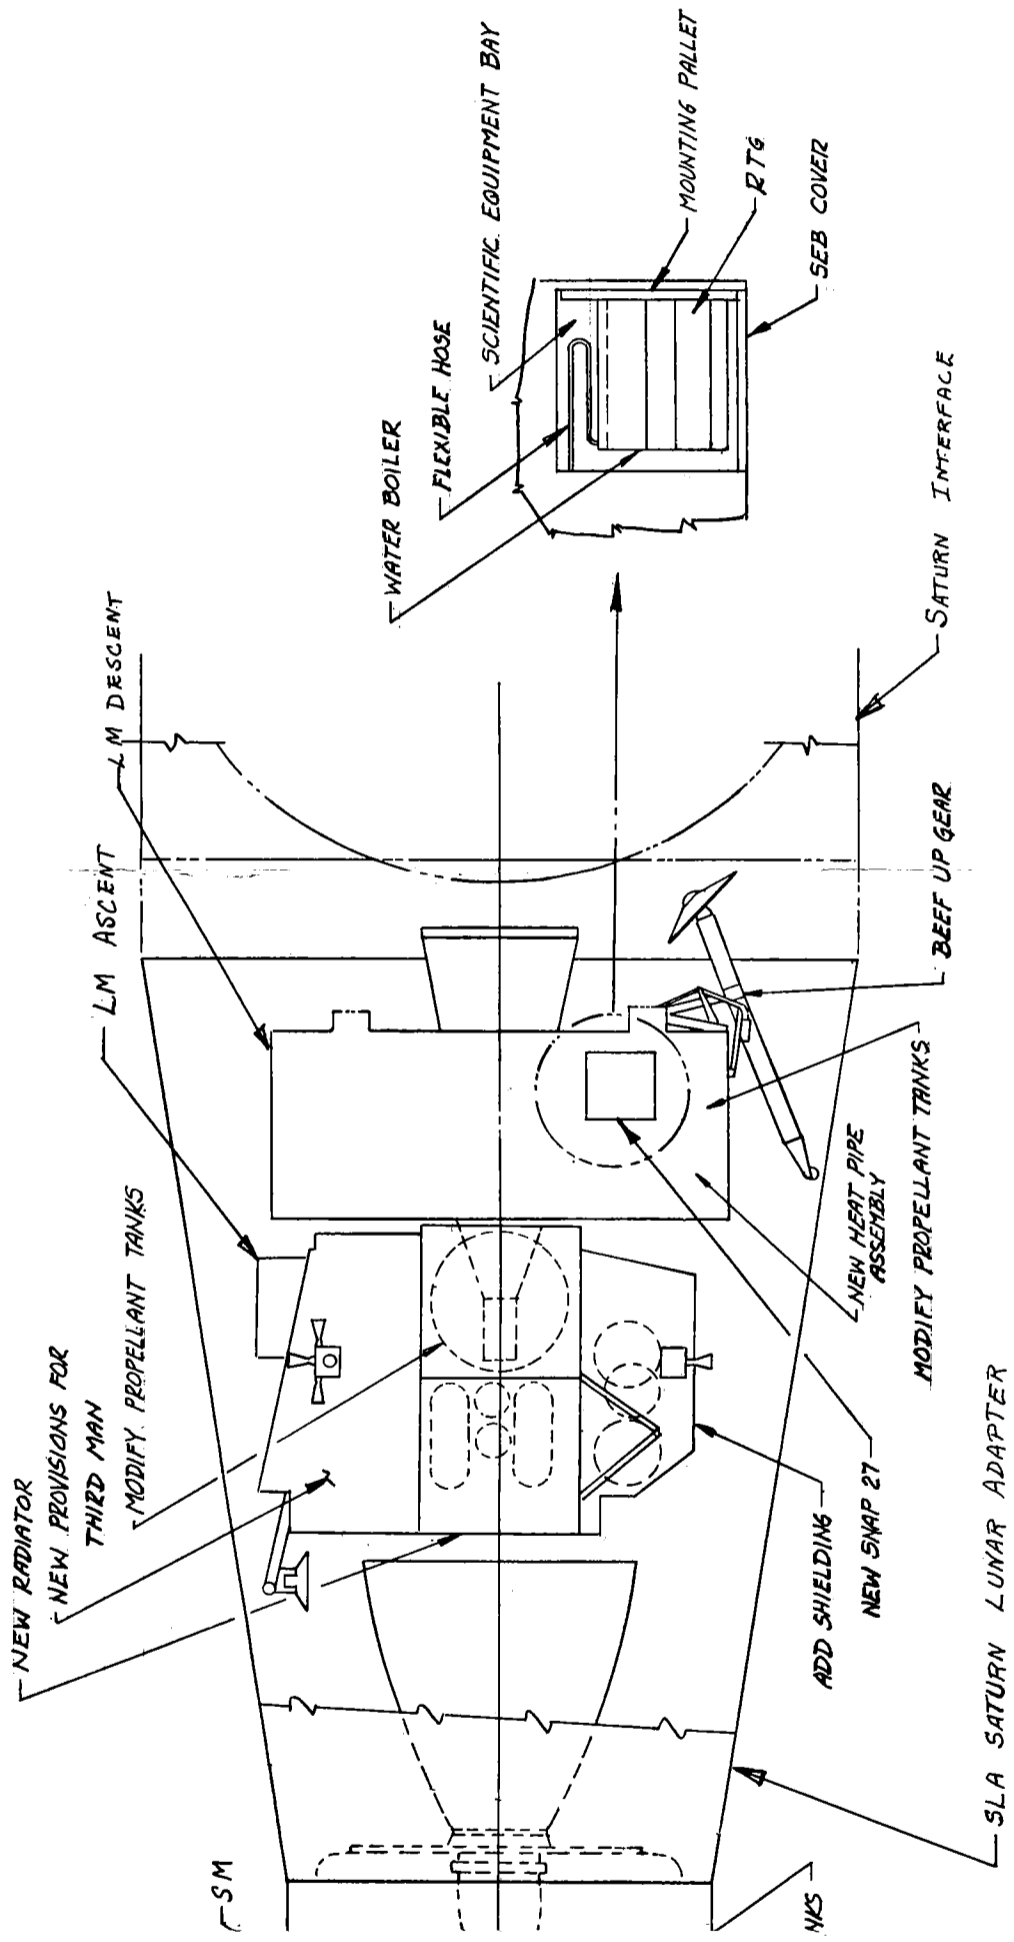 NEW RADIATOR
NEW PROVISIONS FOR
THIRD MAN
MODIFY PROPELLANT TANKS
LM ASCENT
LM DESCENT
WATER BOILER
FLEXIBLE HOSE
SCIENTIFIC EQUIPMENT BAY
MOUNTING PALLET
RTG
SEB COVER
SATURN INTERFACE
BEEF UP GEAR
MODIFY PROPELLANT TANKS
NEW HEAT PIPE
ASSEMBLY
NEW SNAP 27
ADD SHIELDING
SLA SATURN LUNAR ADAPTER
SM
NKS